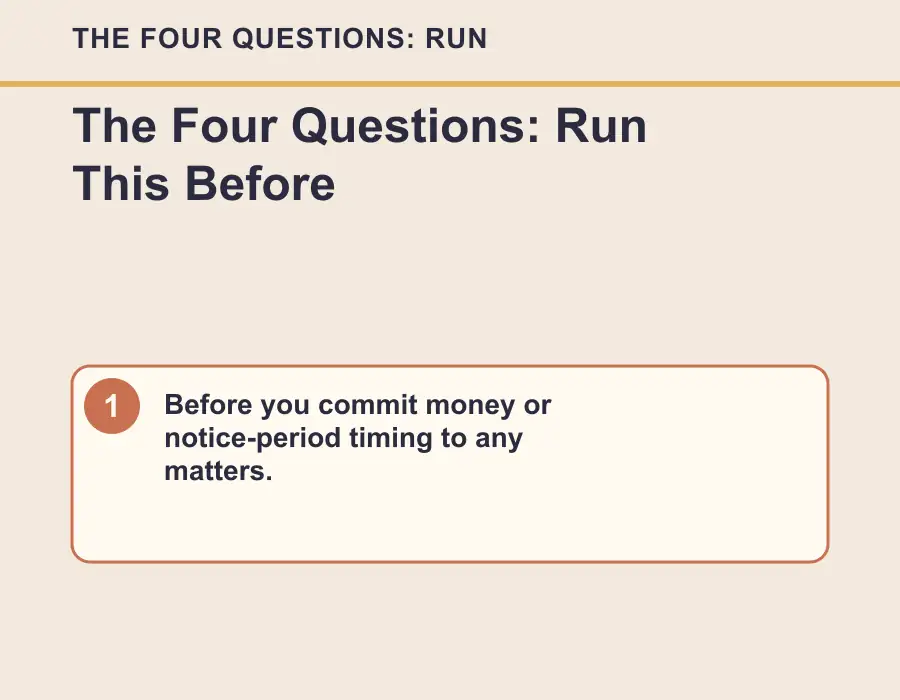 THE FOUR QUESTIONS: RUN
The Four Questions: Run
This Before
1
Before you commit money or
notice-period timing to any
matters.